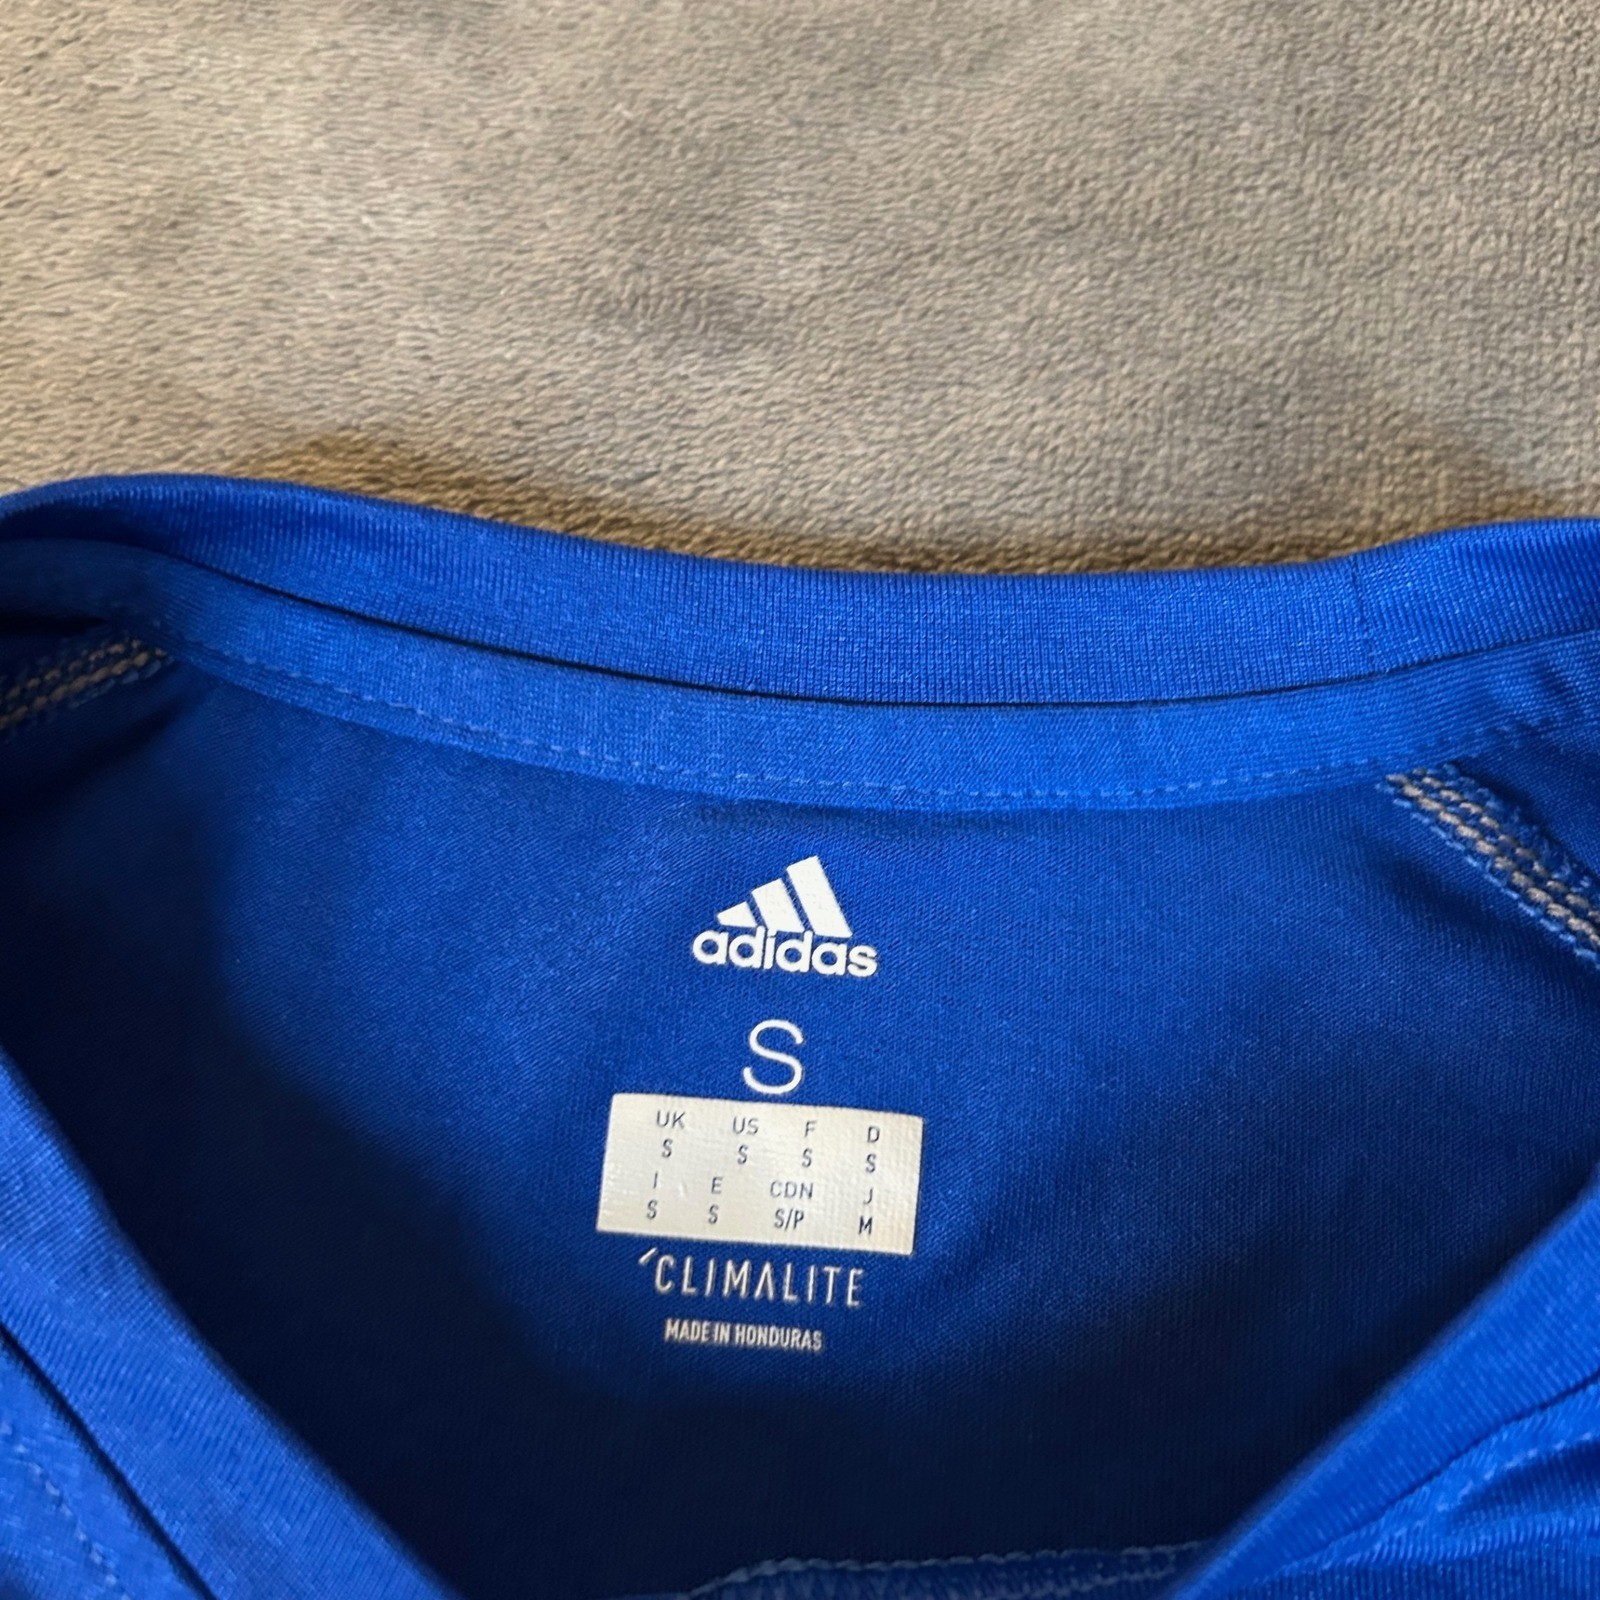 adidas
S
UK US F D
S S S S
I E CDN J
S S S/P M
CLIMALITE
MADE IN HONDURAS